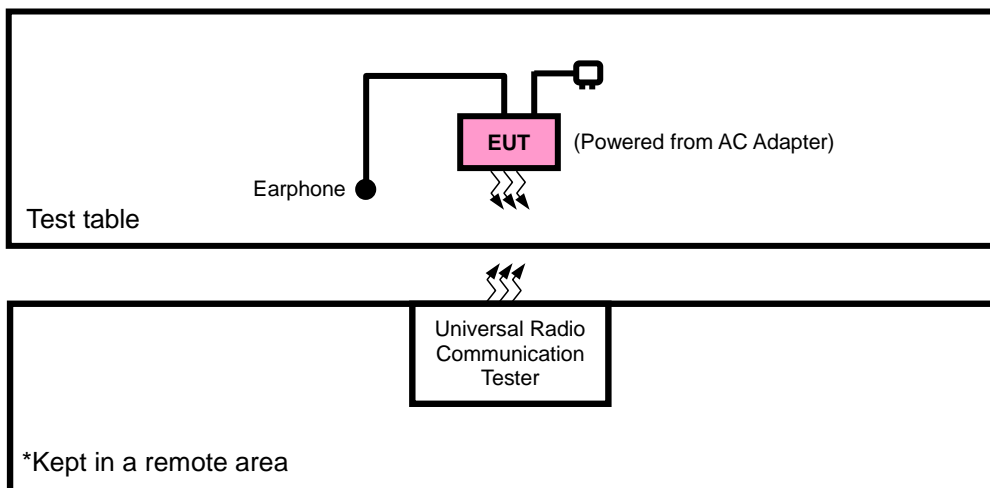 EUT
(Powered from AC Adapter)
Earphone
Test table
Universal Radio
Communication
Tester
*Kept in a remote area